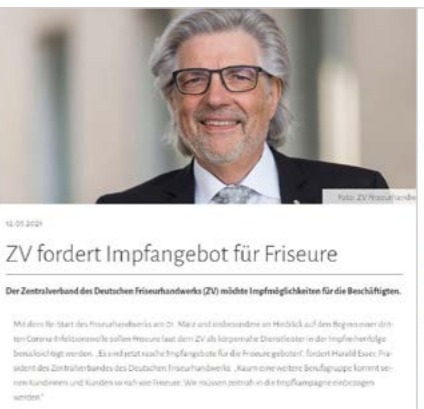 Foto: ZV Friseurhandw
12.03.2021
ZV fordert Impfangebot für Friseure
Der Zentralverband des Deutschen Friseurhandwerks (ZV) möchte Impfmöglichkeiten für die Beschäftigten.
Mit dem Re-Start des Friseurhandwerks am 01. März und insbesondere im Hinblick auf den Beginn einer drit-
ten Corona-Infektionswelle sollen Friseure laut dem ZV als körpernahe Dienstleister in der Impfreihenfolge
berücksichtigt werden. „Es sind jetzt rasche Impfangebote für die Friseure geboten", fordert Harald Esser, Prä-
sident des Zentralverbandes des Deutschen Friseurhandwerks. „Kaum eine weitere Berufsgruppe kommt sei-
nen Kundinnen und Kunden so nah wie Friseure. Wir müssen zeitnah in die Impfkampagne einbezogen
werden."